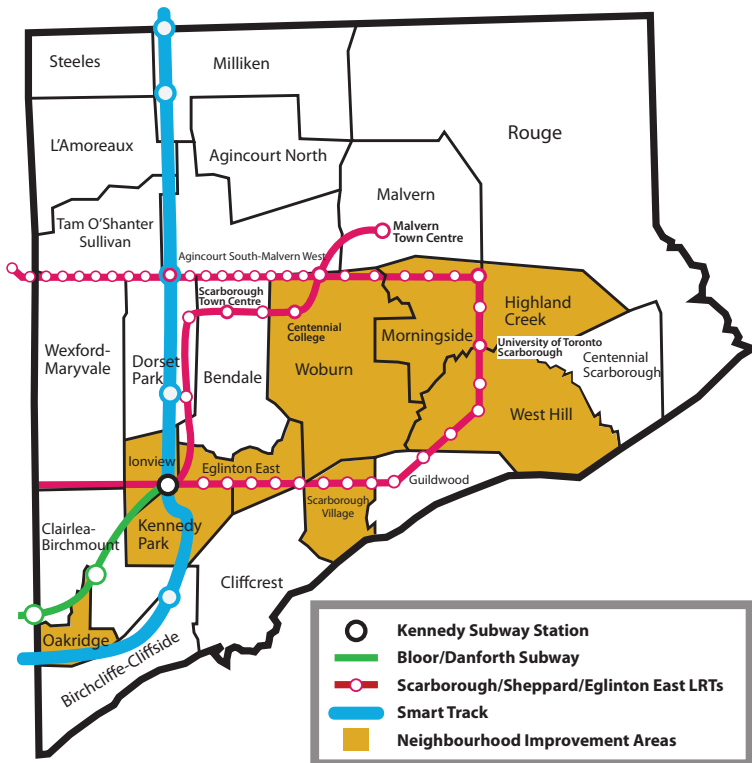 Steeles
Milliken
L'Amoreaux
Agincourt North
Rouge
Malvern
Tam O'Shanter
Sullivan
Malvern
Town Centre
Agincourt South-Malvern West
Scarborough
Town Centre
Highland
Creek
Centennial
College
Morningside
University of Toronto
Scarborough
Wexford-
Maryvale
Dorset
Park
Bendale
Woburn
Centennial
Scarborough
West Hill
Ionview
Eglinton East
Guildwood
Scarborough
Village
Clairlea-
Birchmount
Kennedy
Park
Cliffcrest
Oakridge
Birchcliffe-Cliffside
Kennedy Subway Station
Bloor/Danforth Subway
Scarborough/Sheppard/Eglinton East LRTs
Smart Track
Neighbourhood Improvement Areas